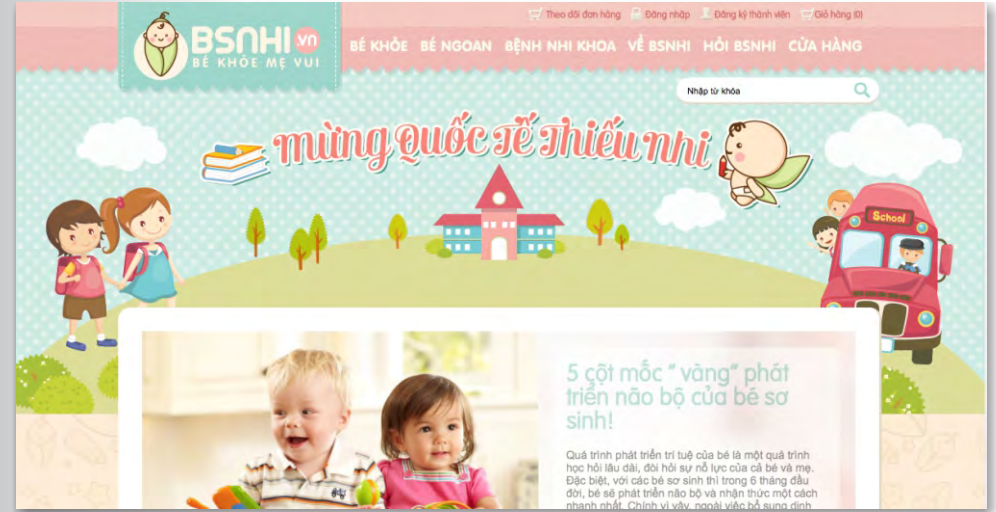 Theo dõi đơn hàng Đăng nhập Đăng ký thành viên Giỏ hàng (0)
BSNHI.vn
BÉ KHỎE-MẸ VUI
BÉ KHỎE BÉ NGOAN BỆNH NHI KHOA VỀ BSNHI HỎI BSNHI CỬA HÀNG
Nhập từ khóa
mừng Quốc Tế Thiếu nhi
School
5 cột mốc “ vàng” phát
triển não bộ của bé sơ
sinh!
Quá trình phát triển trí tuệ của bé là một quá trình
học hỏi lâu dài, đòi hỏi sự nỗ lực của cả bé và mẹ.
Đặc biệt, với các bé sơ sinh thì trong 6 tháng đầu
đời, bé sẽ phát triển não bộ và nhận thức một cách
nhanh nhất. Chính vì vậy, ngoài việc bổ sung dinh